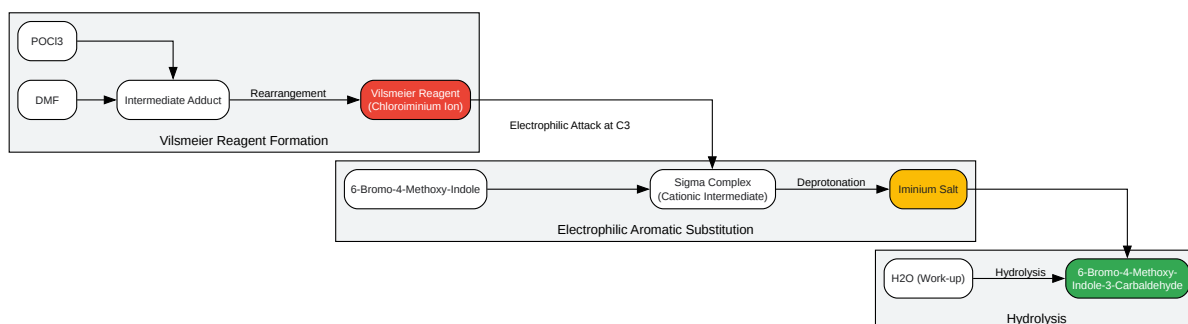 POCl3
DMF
Intermediate Adduct
Rearrangement
Vilsmeier Reagent
(Chloroiminium Ion)
Vilsmeier Reagent Formation
Electrophilic Attack at C3
6-Bromo-4-Methoxy-Indole
Sigma Complex
(Cationic Intermediate)
Deprotonation
Iminium Salt
Electrophilic Aromatic Substitution
H2O (Work-up)
Hydrolysis
6-Bromo-4-Methoxy-
Indole-3-Carbaldehyde
Hydrolysis